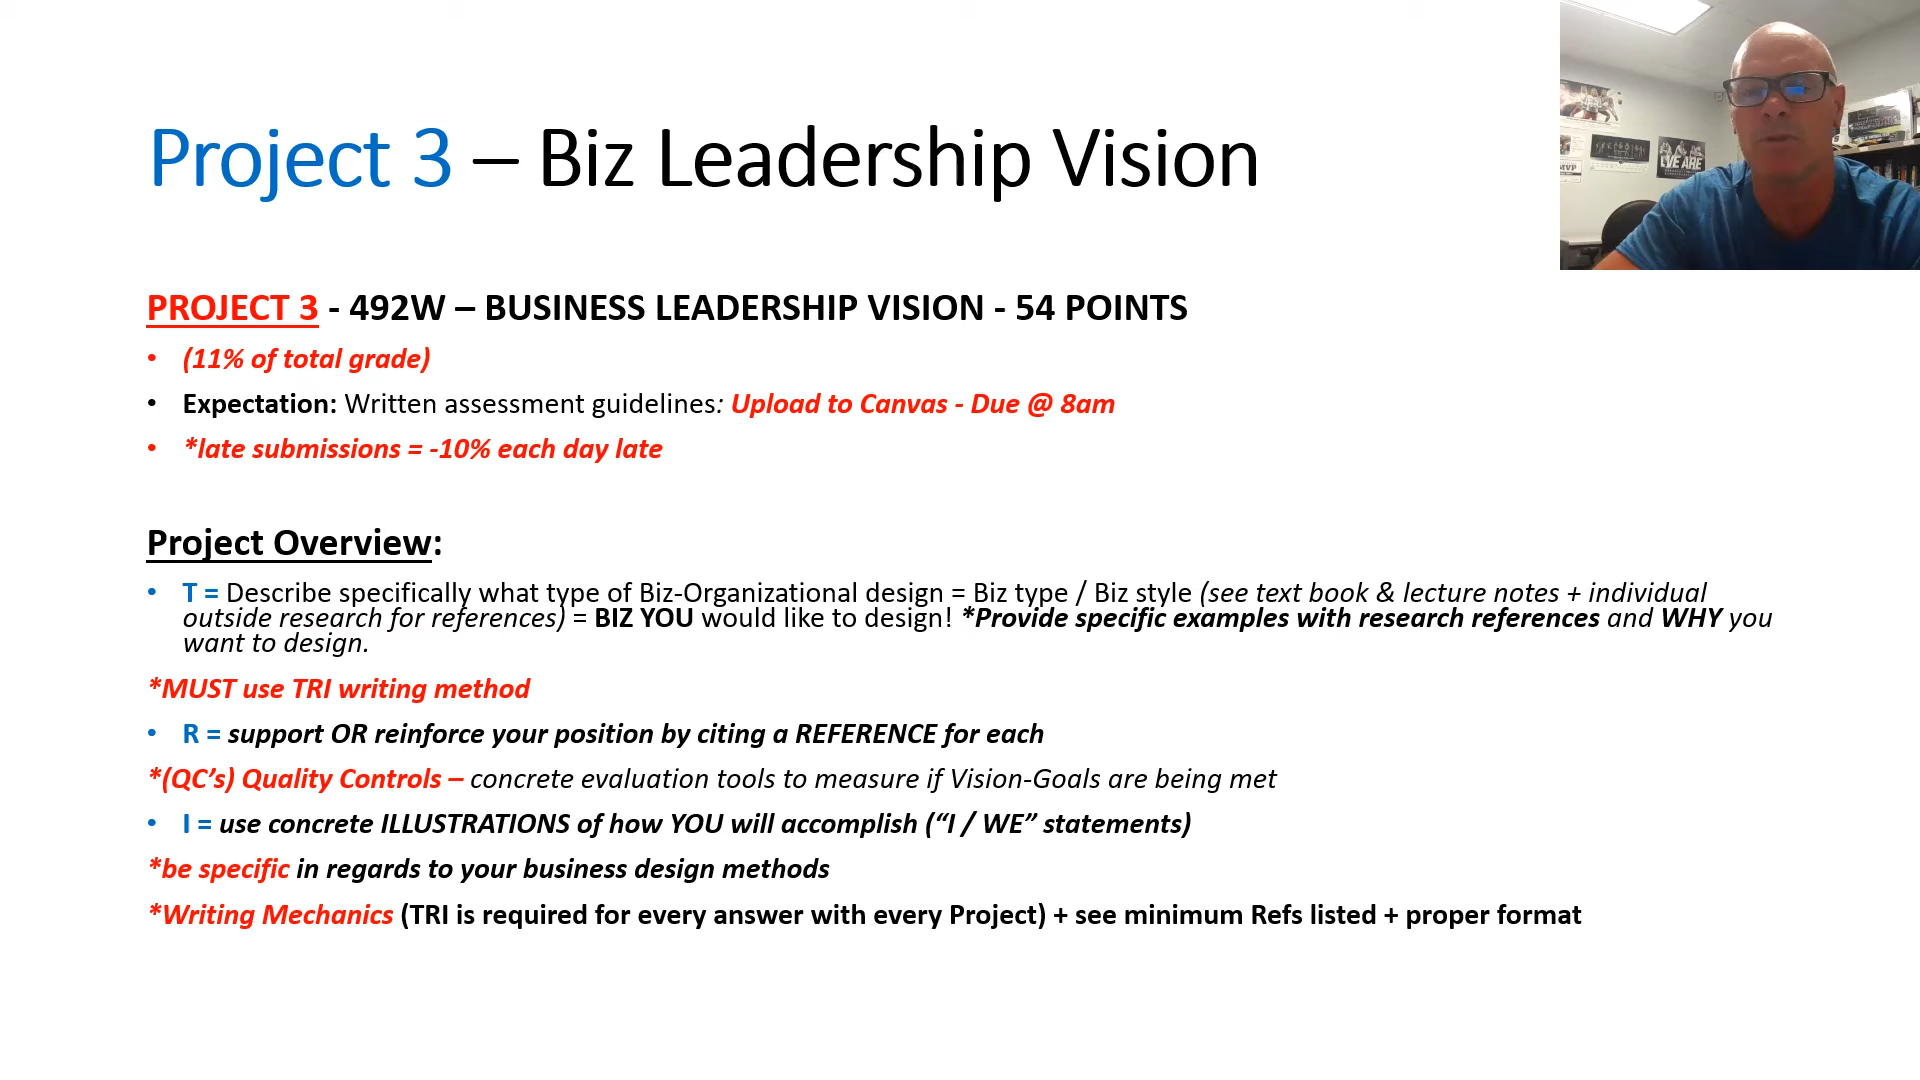 Project 3 – Biz Leadership Vision
PROJECT 3 - 492W – BUSINESS LEADERSHIP VISION - 54 POINTS
• (11% of total grade)
• Expectation: Written assessment guidelines: Upload to Canvas - Due @ 8am
• *late submissions = -10% each day late
Project Overview:
• T = Describe specifically what type of Biz-Organizational design = Biz type / Biz style (see text book & lecture notes + individual
outside research for references) = BIZ YOU would like to design! *Provide specific examples with research references and WHY you
want to design.
*MUST use TRI writing method
• R = support OR reinforce your position by citing a REFERENCE for each
*(QC’s) Quality Controls – concrete evaluation tools to measure if Vision-Goals are being met
• I = use concrete ILLUSTRATIONS of how YOU will accomplish (“I / WE” statements)
*be specific in regards to your business design methods
*Writing Mechanics (TRI is required for every answer with every Project) + see minimum Refs listed + proper format
MVP
WE ARE